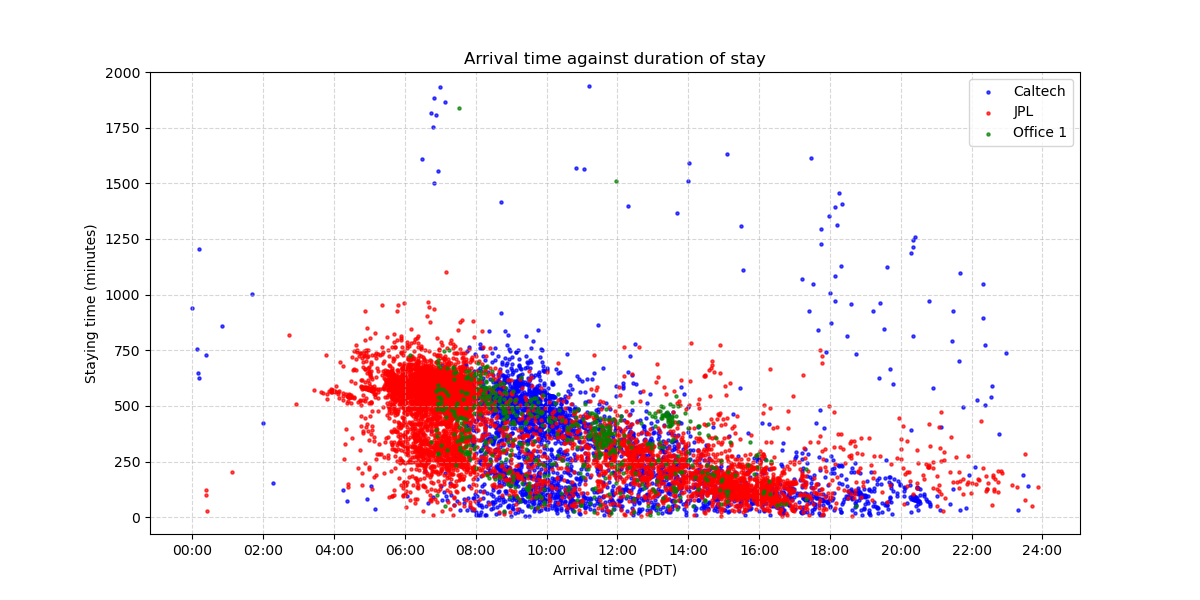 Arrival time against duration of stay
Caltech
JPL
Office 1
2000
1750
1500
1250
1000
750
500
250
0
Staying time (minutes)
00:00 02:00 04:00 06:00 08:00 10:00 12:00 14:00 16:00 18:00 20:00 22:00 24:00
Arrival time (PDT)